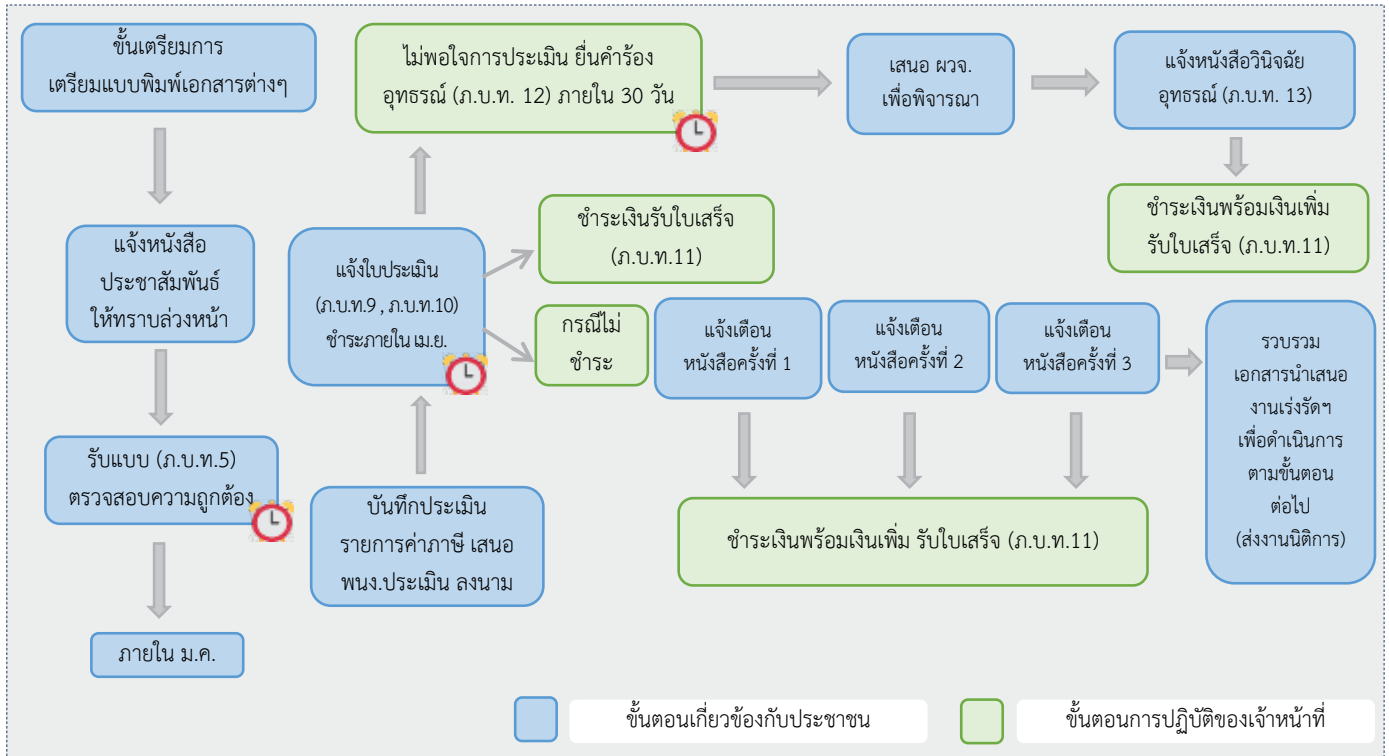 ขั้นเตรียมการ
เตรียมแบบพิมพ์เอกสารต่างๆ
แจ้งหนังสือ
ประชาสัมพันธ์
ให้ทราบล่วงหน้า
รับแบบ (ภ.บ.ท.5)
ตรวจสอบความถูกต้อง
ภายใน ม.ค.
บันทึกประเมิน
รายการค่าภาษี เสนอ
พนง.ประเมิน ลงนาม
แจ้งใบประเมิน
(ภ.บ.ท.9 , ภ.บ.ท.10)
ชำระภายใน เม.ย.
ไม่พอใจการประเมิน ยื่นคำร้อง
อุทธรณ์ (ภ.บ.ท. 12) ภายใน 30 วัน
เสนอ ผวจ.
เพื่อพิจารณา
แจ้งหนังสือวินิจฉัย
อุทธรณ์ (ภ.บ.ท. 13)
ชำระเงินพร้อมเงินเพิ่ม
รับใบเสร็จ (ภ.บ.ท.11)
ชำระเงินรับใบเสร็จ
(ภ.บ.ท.11)
กรณีไม่
ชำระ
แจ้งเตือน
หนังสือครั้งที่ 1
แจ้งเตือน
หนังสือครั้งที่ 2
แจ้งเตือน
หนังสือครั้งที่ 3
รวบรวม
เอกสารนำเสนอ
งานเร่งรัดฯ
เพื่อดำเนินการ
ตามขั้นตอน
ต่อไป
(ส่งงานนิติการ)
ชำระเงินพร้อมเงินเพิ่ม รับใบเสร็จ (ภ.บ.ท.11)
ขั้นตอนเกี่ยวข้องกับประชาชน
ขั้นตอนการปฏิบัติของเจ้าหน้าที่